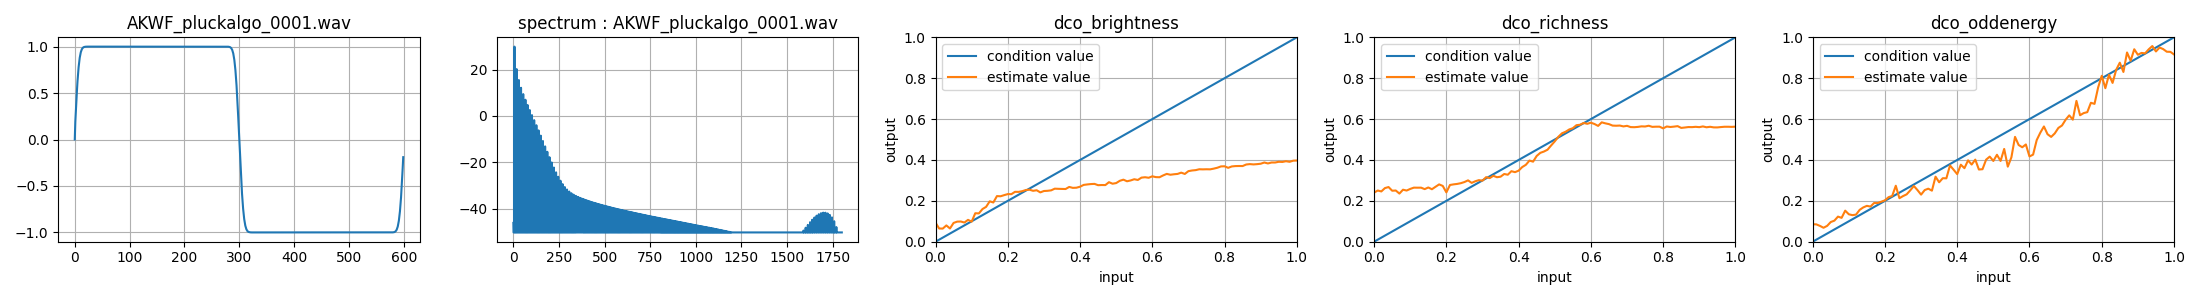 AKWF_pluckalgo_0001.wav
1.0
0.5
0.0
−0.5
−1.0
0 100 200 300 400 500 600
spectrum : AKWF_pluckalgo_0001.wav
20
0
−20
−40
0 250 500 750 1000 1250 1500 1750
dco_brightness
condition value
estimate value
output
1.0
0.8
0.6
0.4
0.2
0.0
0.0 0.2 0.4 0.6 0.8 1.0
input
dco_richness
condition value
estimate value
output
1.0
0.8
0.6
0.4
0.2
0.0
0.0 0.2 0.4 0.6 0.8 1.0
input
dco_oddenergy
condition value
estimate value
output
1.0
0.8
0.6
0.4
0.2
0.0
0.0 0.2 0.4 0.6 0.8 1.0
input